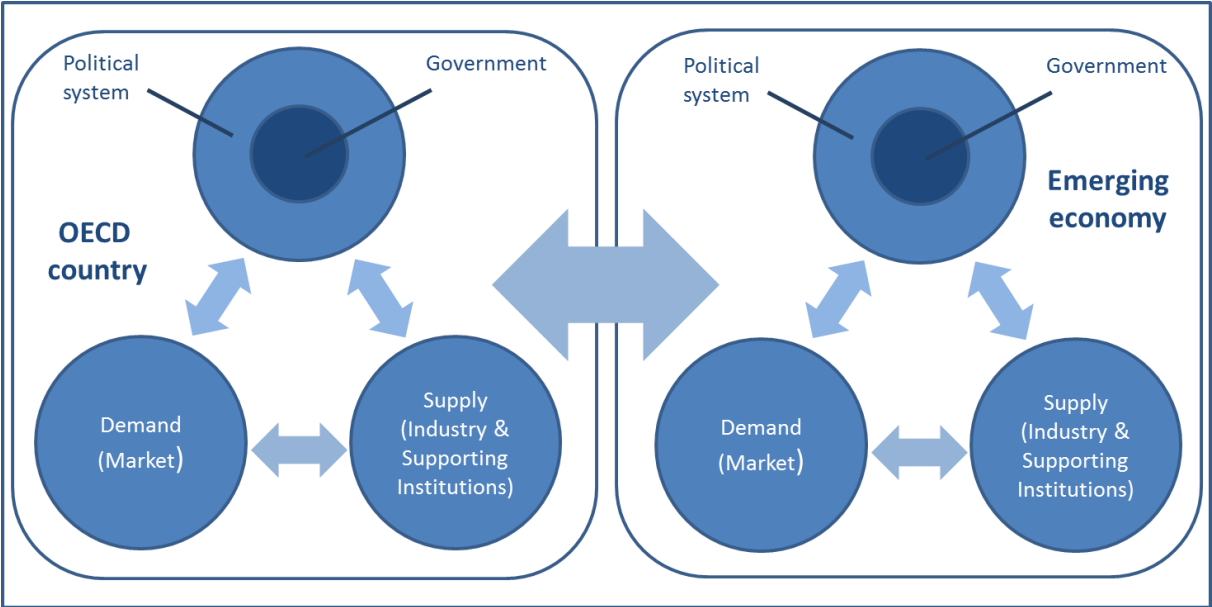 Political
system
Government
OECD
country
Demand
(Market)
Supply
(Industry &
Supporting
Institutions)
Political
system
Government
Emerging
economy
Demand
(Market)
Supply
(Industry &
Supporting
Institutions)